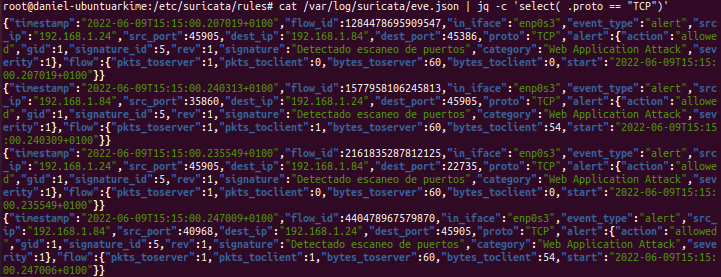 root@daniel-ubuntuarkime:/etc/suricata/rules# cat /var/log/suricata/eve.json | jq -c 'select( .proto == "TCP")'
{"timestamp":"2022-06-09T15:15:00.207019+0100","flow_id":1284478695909547,"in_iface":"enp0s3","event_type":"alert","src
_ip":"192.168.1.24","src_port":45905,"dest_ip":"192.168.1.84","dest_port":45386,"proto":"TCP","alert":{"action":"allowe
d","gid":1,"signature_id":5,"rev":1,"signature":"Detectado escaneo de puertos","category":"Web Application Attack","sev
erity":1},"flow":{"pkts_toserver":1,"pkts_toclient":0,"bytes_toserver":60,"bytes_toclient":0,"start":"2022-06-09T15:15:
00.207019+0100"}}
{"timestamp":"2022-06-09T15:15:00.240313+0100","flow_id":1577958106245813,"in_iface":"enp0s3","event_type":"alert","src
_ip":"192.168.1.84","src_port":35860,"dest_ip":"192.168.1.24","dest_port":45905,"proto":"TCP","alert":{"action":"allowe
d","gid":1,"signature_id":5,"rev":1,"signature":"Detectado escaneo de puertos","category":"Web Application Attack","sev
erity":1},"flow":{"pkts_toserver":1,"pkts_toclient":1,"bytes_toserver":60,"bytes_toclient":54,"start":"2022-06-09T15:15
:00.240309+0100"}}
{"timestamp":"2022-06-09T15:15:00.235549+0100","flow_id":2161835287812125,"in_iface":"enp0s3","event_type":"alert","src
_ip":"192.168.1.24","src_port":45905,"dest_ip":"192.168.1.84","dest_port":22735,"proto":"TCP","alert":{"action":"allowe
d","gid":1,"signature_id":5,"rev":1,"signature":"Detectado escaneo de puertos","category":"Web Application Attack","sev
erity":1},"flow":{"pkts_toserver":1,"pkts_toclient":0,"bytes_toserver":60,"bytes_toclient":0,"start":"2022-06-09T15:15:
00.235549+0100"}}
{"timestamp":"2022-06-09T15:15:00.247009+0100","flow_id":440478967579870,"in_iface":"enp0s3","event_type":"alert","src_
ip":"192.168.1.84","src_port":40968,"dest_ip":"192.168.1.24","dest_port":45905,"proto":"TCP","alert":{"action":"allowed
","gid":1,"signature_id":5,"rev":1,"signature":"Detectado escaneo de puertos","category":"Web Application Attack","seve
rity":1},"flow":{"pkts_toserver":1,"pkts_toclient":1,"bytes_toserver":60,"bytes_toclient":54,"start":"2022-06-09T15:15:
00.247006+0100"}}